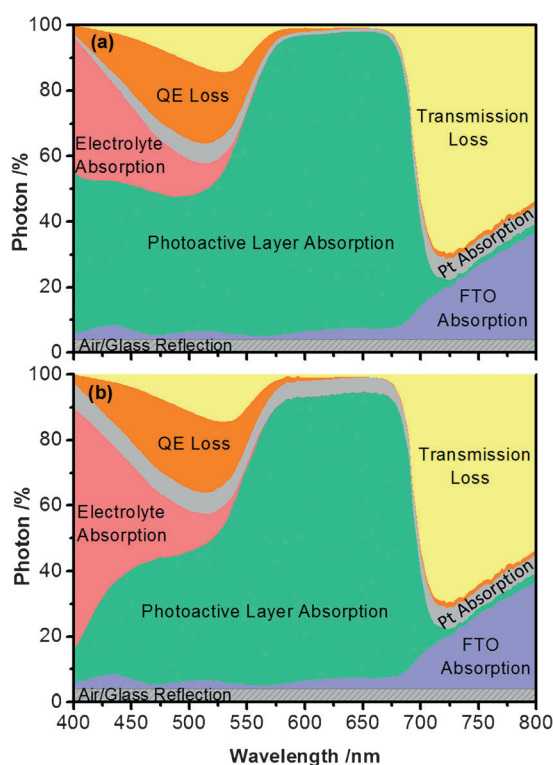 100
(a)
QE Loss
80
Electrolyte
Absorption
Transmission
Loss
60
Photon /%
40
Photoactive Layer Absorption
Pt Absorption
20
FTO
Absorption
Air/Glass Reflection
0
100
(b)
QE Loss
80
Transmission
Loss
60
Electrolyte
Absorption
Photon /%
40
Photoactive Layer Absorption
Pt Absorption
20
FTO
Absorption
Air/Glass Reflection
0
400 450 500 550 600 650 700 750 800
Wavelength /nm